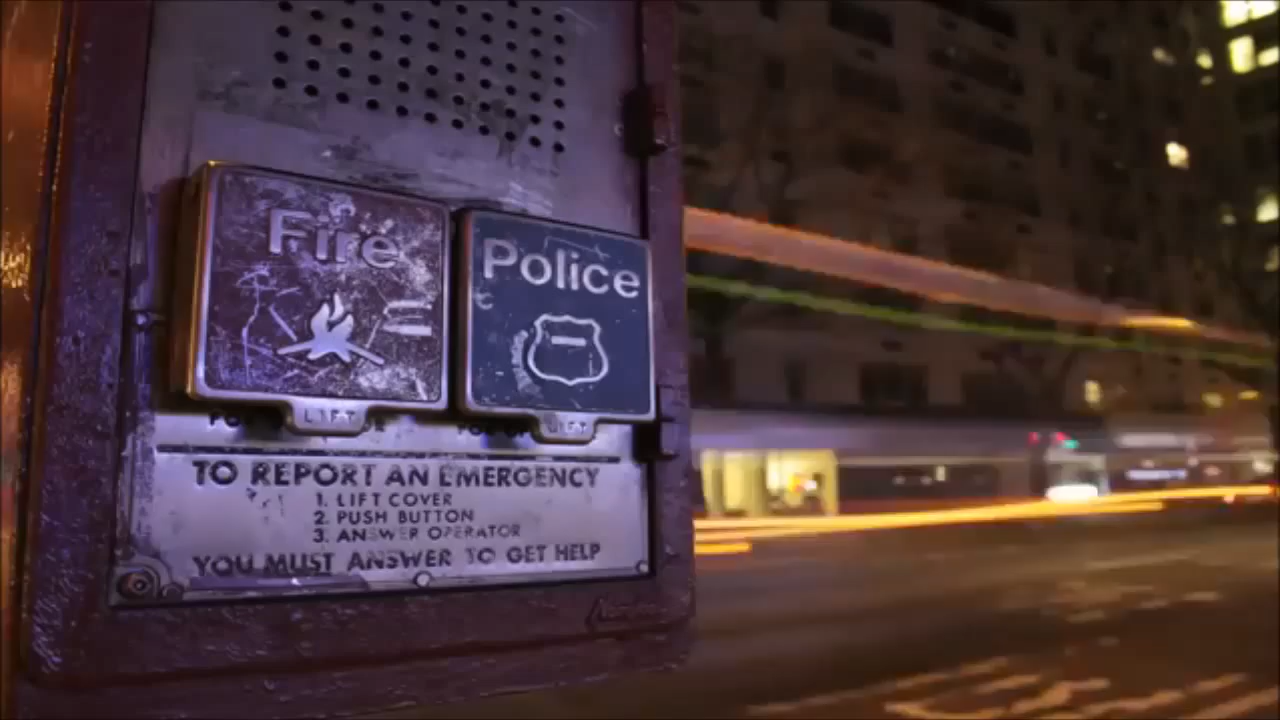 Fire
Police
LIFT
LIFT
TO REPORT AN EMERGENCY
1. LIFT COVER
2. PUSH BUTTON
3. ANSWER OPERATOR
YOU MUST ANSWER TO GET HELP